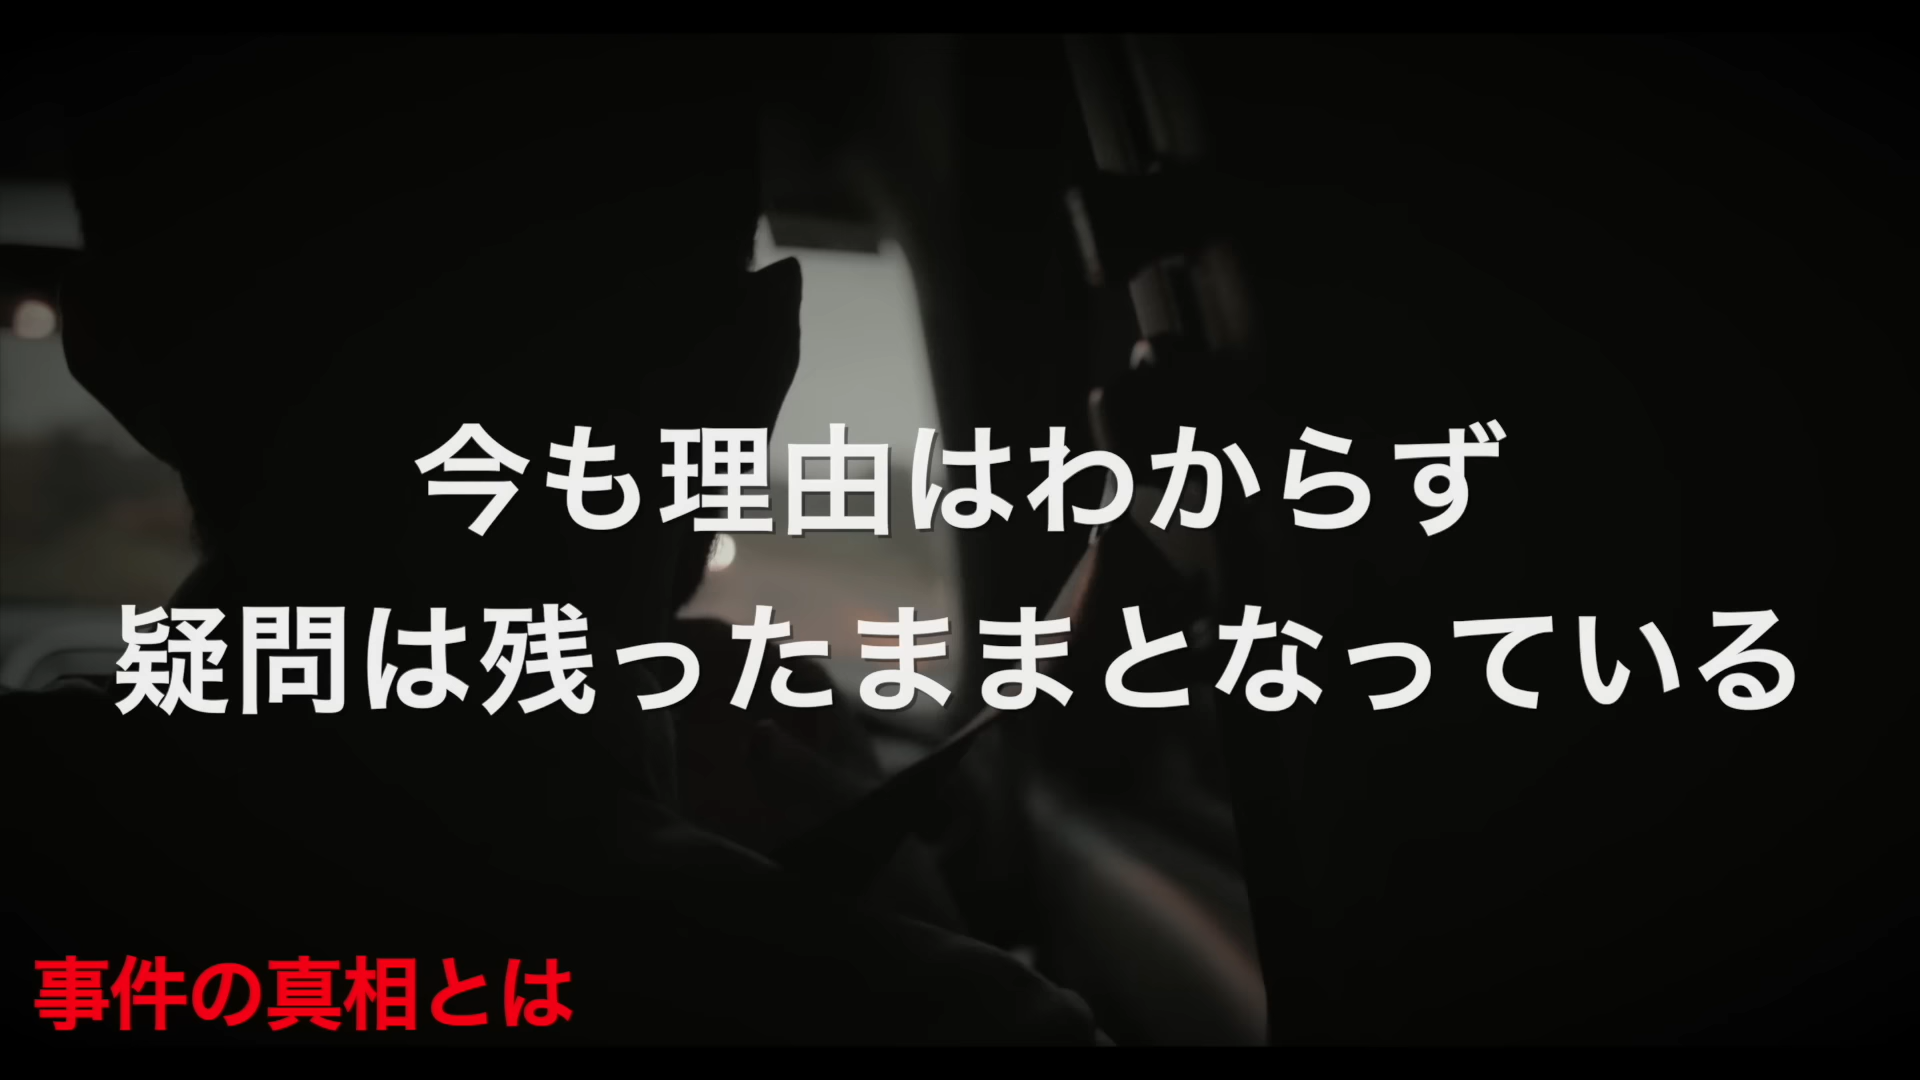 今も理由はわからず
疑問は残ったままとなっている
事件の真相とは